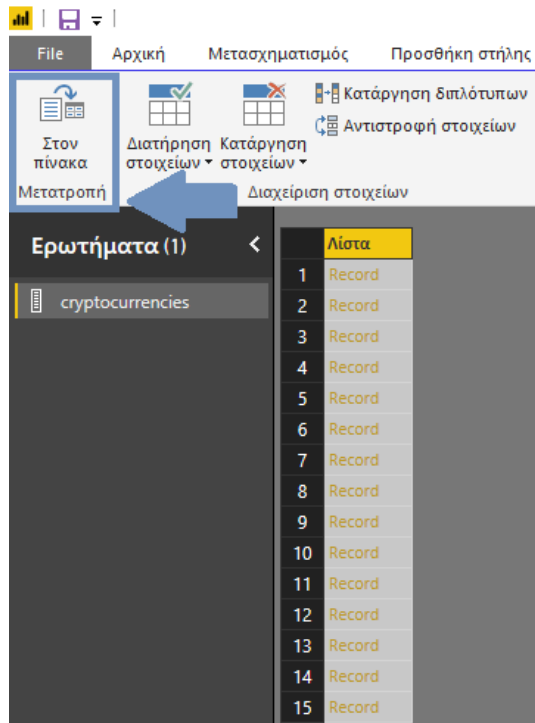 File Αρχική Μετασχηματισμός Προσθήκη στήλης
Στον πίνακα
Διατήρηση στοιχείων
Κατάργηση στοιχείων
Κατάργηση διπλότυπων
Αντιστροφή στοιχείων
Μετατροπή
Διαχείριση στοιχείων
Ερωτήματα (1)
cryptocurrencies
Λίστα
1 Record
2 Record
3 Record
4 Record
5 Record
6 Record
7 Record
8 Record
9 Record
10 Record
11 Record
12 Record
13 Record
14 Record
15 Record